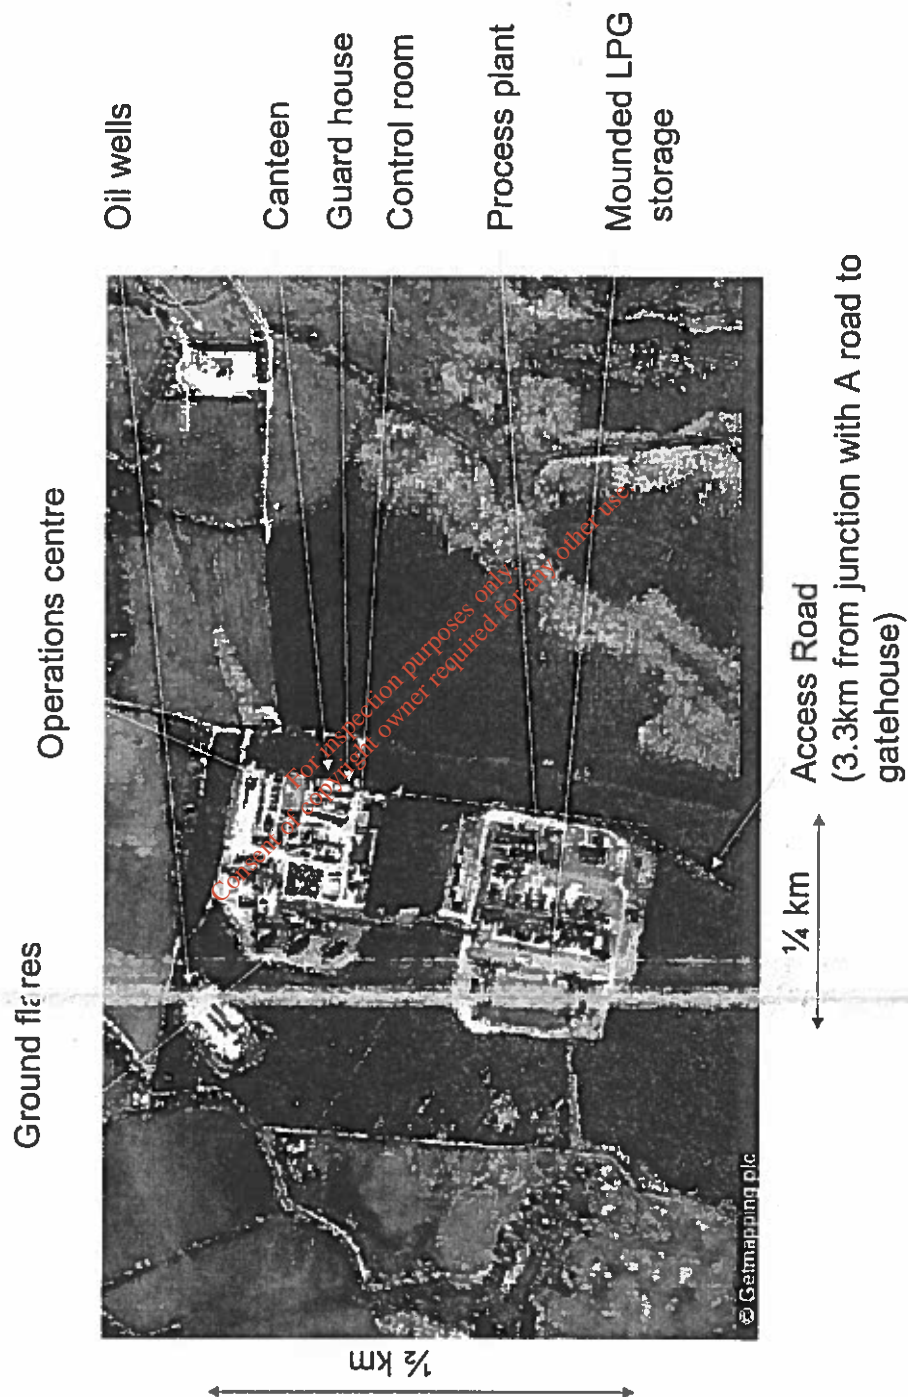 Ground flares
Operations centre
Oil wells
Canteen
Guard house
Control room
Process plant
Mounded LPG
storage
Access Road
(3.3km from junction with A road to
gatehouse)
¼ km
½ km
© Getmapping plc
For inspection purposes only.
Consent of copyright owner required for any other use.